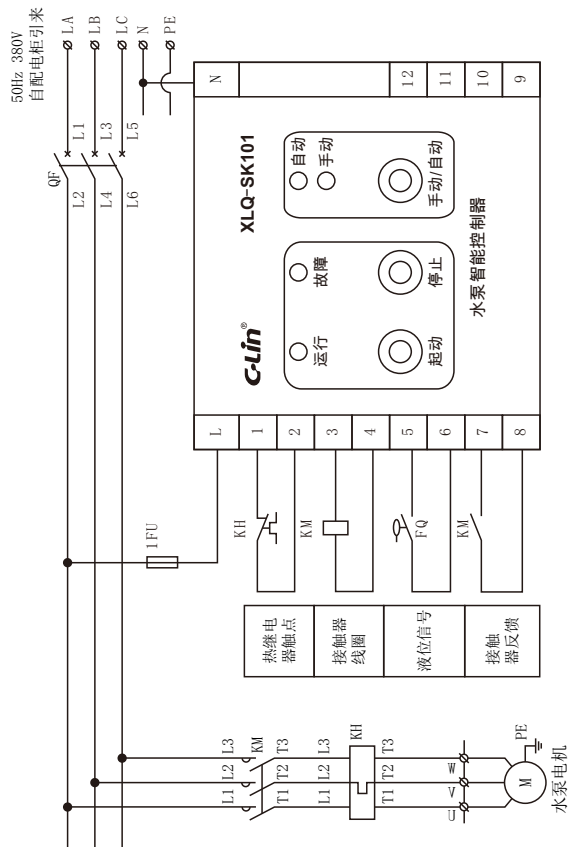 50Hz 380V
自配电柜引来
LA
LB
LC
N
PE
QF
L2 L1
L4 L3
L6 L5
1FU
L1 L2 L3
KM
T1 T2 T3
L1 L2 L3
KH
T1 T2 T3
U V W
M
PE
水泵电机
热继电
器触点
KH
接触器
线圈
KM
液位信号
FQ
接触
器反馈
KM
L
1
2
3
4
5
6
7
8
N
12
11
10
9
C-Lin® XLQ-SK101
运行 故障
自动
手动
起动 停止 手动/自动
水泵智能控制器